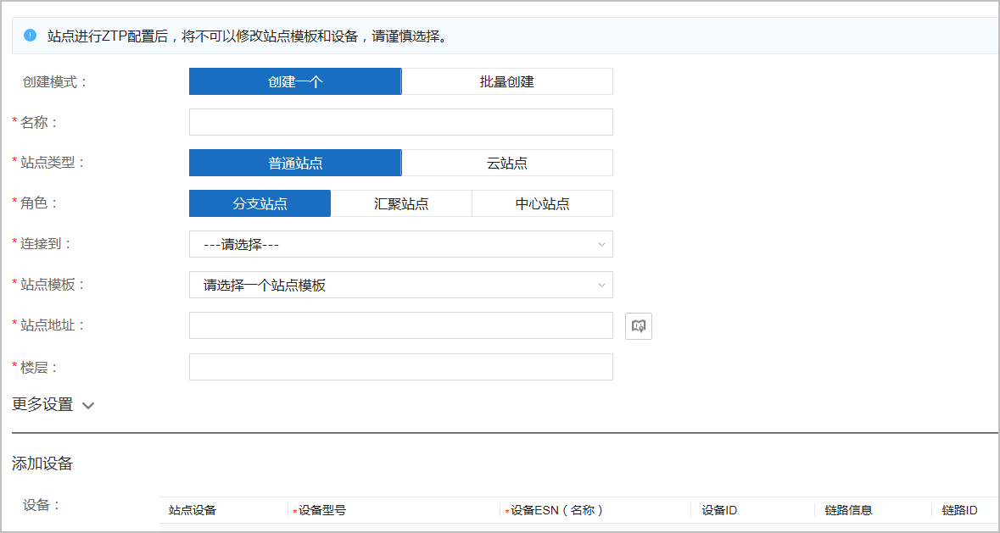 站点进行ZTP配置后，将不可以修改站点模板和设备，请谨慎选择。
创建模式： 创建一个 批量创建
* 名称：
* 站点类型： 普通站点 云站点
* 角色： 分支站点 汇聚站点 中心站点
* 连接到： ---请选择---
* 站点模板： 请选择一个站点模板
* 站点地址：
* 楼层：
更多设置
添加设备
设备： 站点设备 *设备型号 *设备ESN（名称） 设备ID 链路信息 链路ID